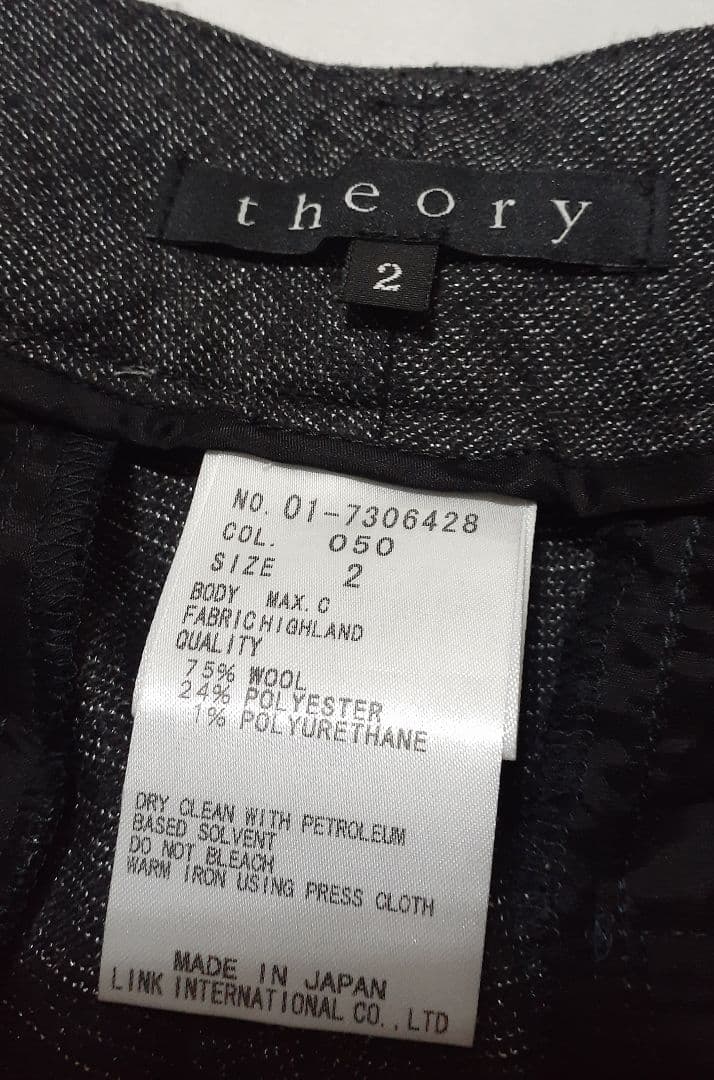 theory
2
NO. 01-7306428
COL. 050
SIZE 2
BODY MAX.C
FABRICHIGHLAND
QUALITY
75% WOOL
24% POLYESTER
1% POLYURETHANE
DRY CLEAN WITH PETROLEUM
BASED SOLVENT
DO NOT BLEACH
WARM IRON USING PRESS CLOTH
MADE IN JAPAN
LINK INTERNATIONAL CO.,LTD